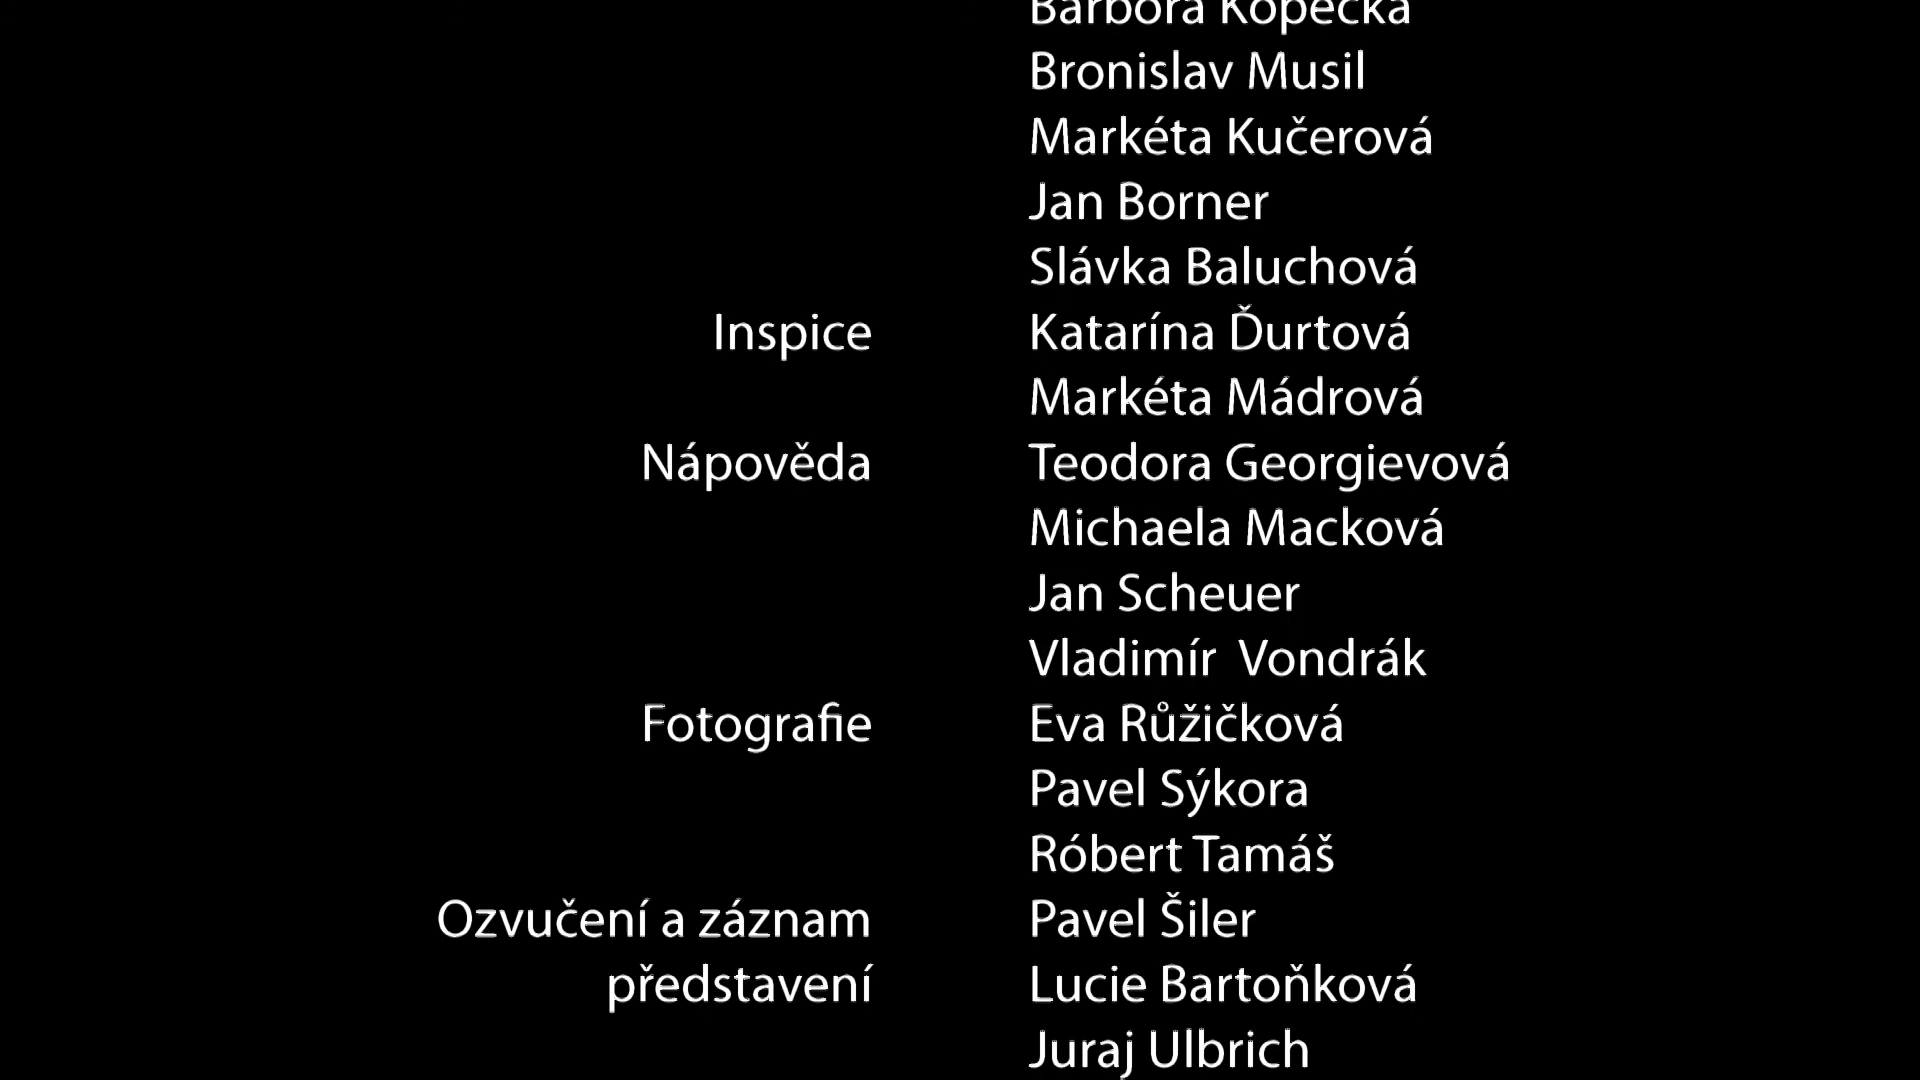 Barbora Kopecká
Bronislav Musil
Markéta Kučerová
Jan Borner
Slávka Baluchová
Inspice Katarína Ďurtová
Markéta Mádrová
Nápověda Teodora Georgievová
Michaela Macková
Jan Scheuer
Vladimír Vondrák
Fotografie Eva Růžičková
Pavel Sýkora
Róbert Tamáš
Ozvučení a záznam Pavel Šiler
představení Lucie Bartoňková
Juraj Ulbrich